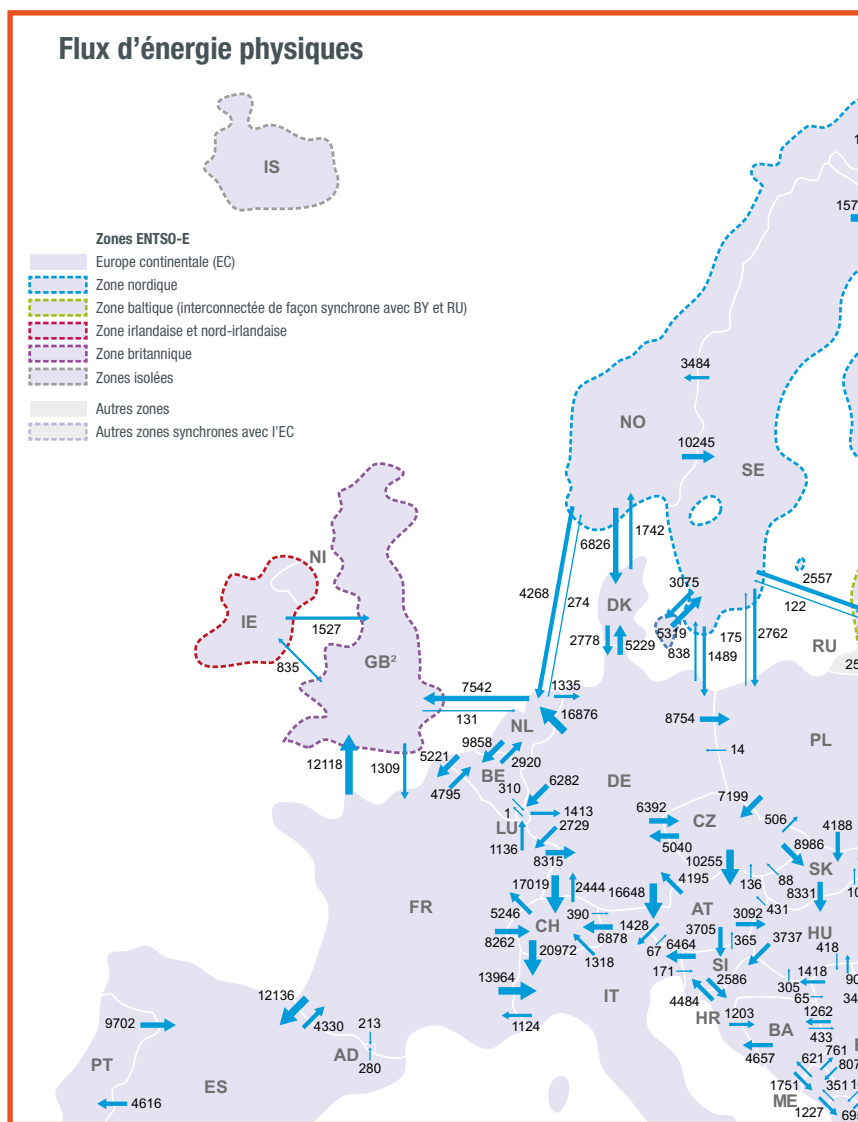 Flux d'énergie physiques
IS
Zones ENTSO-E
Europe continentale (EC)
Zone nordique
Zone baltique (interconnectée de façon synchrone avec BY et RU)
Zone irlandaise et nord-irlandaise
Zone britannique
Zones isolées
Autres zones
Autres zones synchrones avec l'EC
157
3484
NO
10245
SE
6826
1742
NI
4268
274
3075
2557
122
DK
IE
1527
5319
175
2762
2778
5229
838
1489
RU
835
GB²
25
7542
1335
131
16876
8754
NL
PL
9858
14
12118
1309
5221
2920
BE
DE
4795
310
6282
7199
1
1413
6392
CZ
506
LU
2729
4188
1136
5040
8986
8315
10255
SK
17019
2444
16648
4195
136
88
8331
10
FR
5246
390
AT
431
CH
1428
3092
HU
8262
6878
3705
365
3737
20972
67
6464
418
1318
SI
171
2586
1418
13964
IT
305
90
4484
65
34
12136
HR
1203
1262
9702
4330
213
1124
BA
433
PT
AD
4657
621
761
ES
280
807
1751
351
4616
ME
1227
695